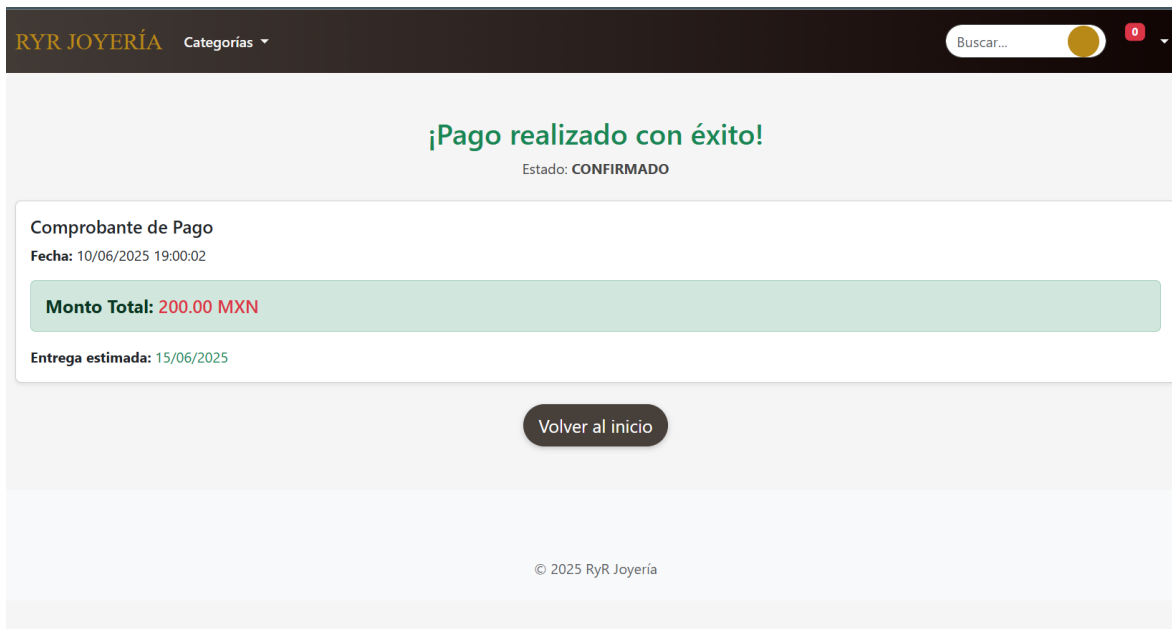 RYR JOYERÍA Categorías Buscar... 0
¡Pago realizado con éxito!
Estado: CONFIRMADO
Comprobante de Pago
Fecha: 10/06/2025 19:00:02
Monto Total: 200.00 MXN
Entrega estimada: 15/06/2025
Volver al inicio
© 2025 RyR Joyería